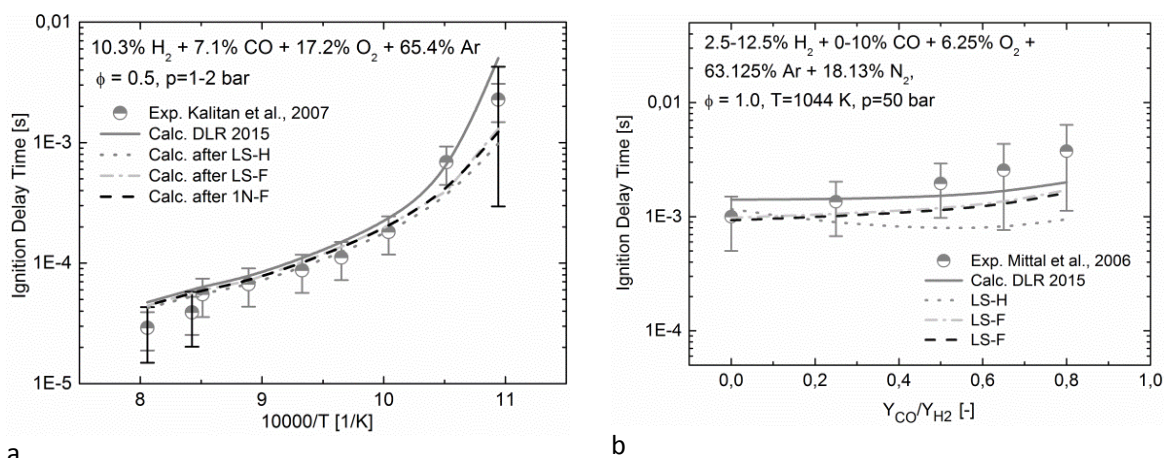 0,01
10.3% H2 + 7.1% CO + 17.2% O2 + 65.4% Ar
ϕ = 0.5, p=1-2 bar
Exp. Kalitan et al., 2007
Calc. DLR 2015
Calc. after LS-H
Calc. after LS-F
Calc. after 1N-F
1E-3
1E-4
1E-5
Ignition Delay Time [s]
8 9 10 11
10000/T [1/K]
a
b
2.5-12.5% H2 + 0-10% CO + 6.25% O2 +
63.125% Ar + 18.13% N2,
ϕ = 1.0, T=1044 K, p=50 bar
0,01
1E-3
1E-4
Ignition Delay Time [s]
Exp. Mittal et al., 2006
Calc. DLR 2015
LS-H
LS-F
LS-F
0,0 0,2 0,4 0,6 0,8 1,0
YCO/YH2 [-]